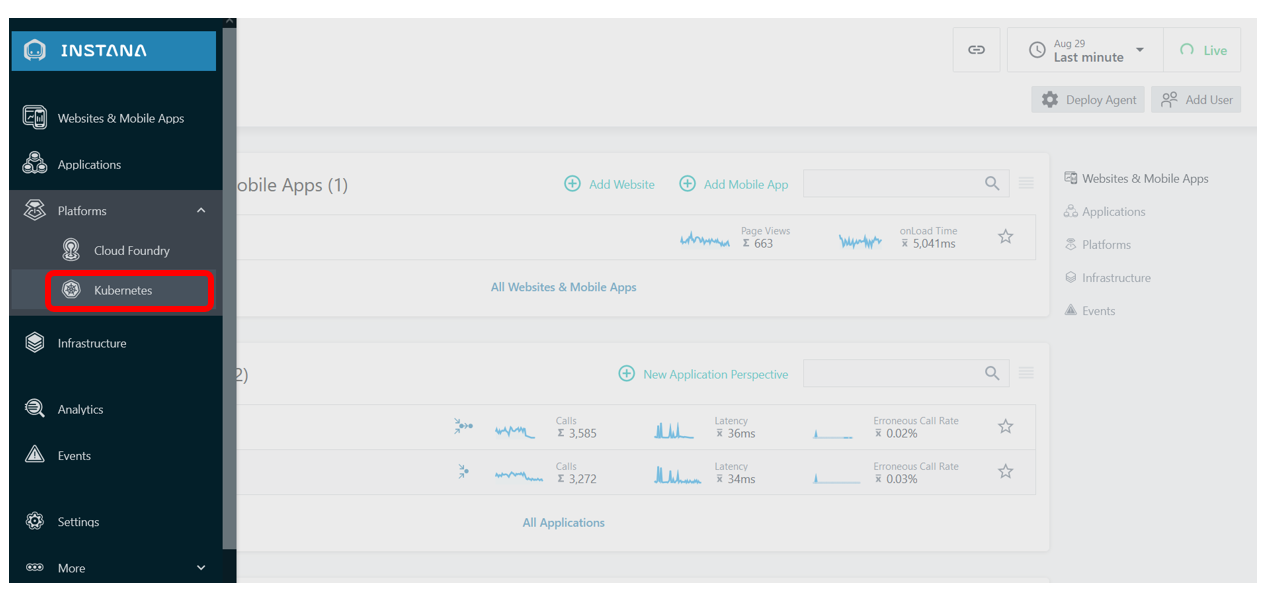 INSTANA
Websites & Mobile Apps
Applications
Platforms
Cloud Foundry
Kubernetes
Infrastructure
Analytics
Events
Settings
More
Aug 29
Last minute
Live
Deploy Agent
Add User
obile Apps (1)
Add Website
Add Mobile App
Page Views
Σ 663
onLoad Time
x̅ 5,041ms
All Websites & Mobile Apps
2)
New Application Perspective
Calls
Σ 3,585
Latency
x̅ 36ms
Erroneous Call Rate
x̅ 0.02%
Calls
Σ 3,272
Latency
x̅ 34ms
Erroneous Call Rate
x̅ 0.03%
All Applications
Websites & Mobile Apps
Applications
Platforms
Infrastructure
Events